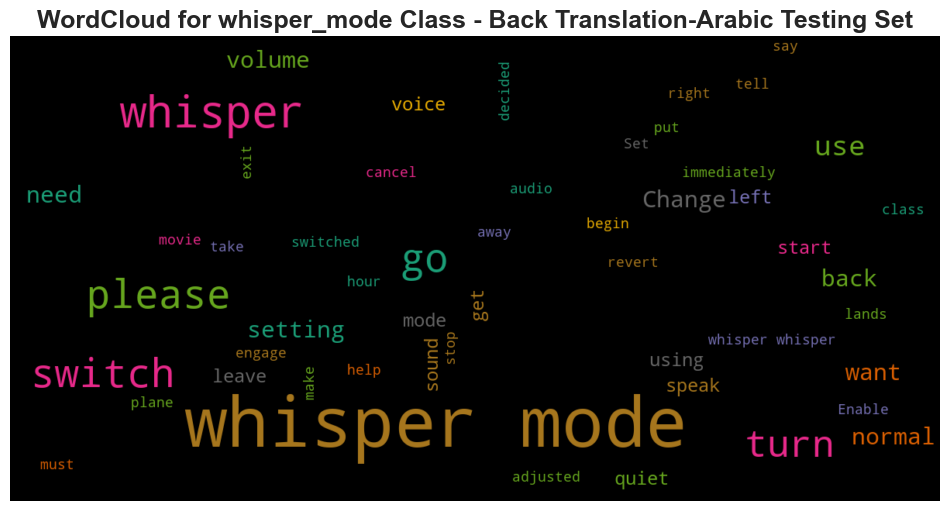 WordCloud for whisper_mode Class - Back Translation-Arabic Testing Set
say
volume
decided
tell
right
whisper
voice
put
Set
use
exit
cancel
immediately
need
audio
Change
left
class
begin
movie
take
switched
away
start
go
revert
hour
back
please
get
lands
mode
setting
whisper whisper
sound
stop
engage
using
switch
leave
make
help
speak
want
plane
Enable
whisper mode
turn
normal
must
adjusted
quiet